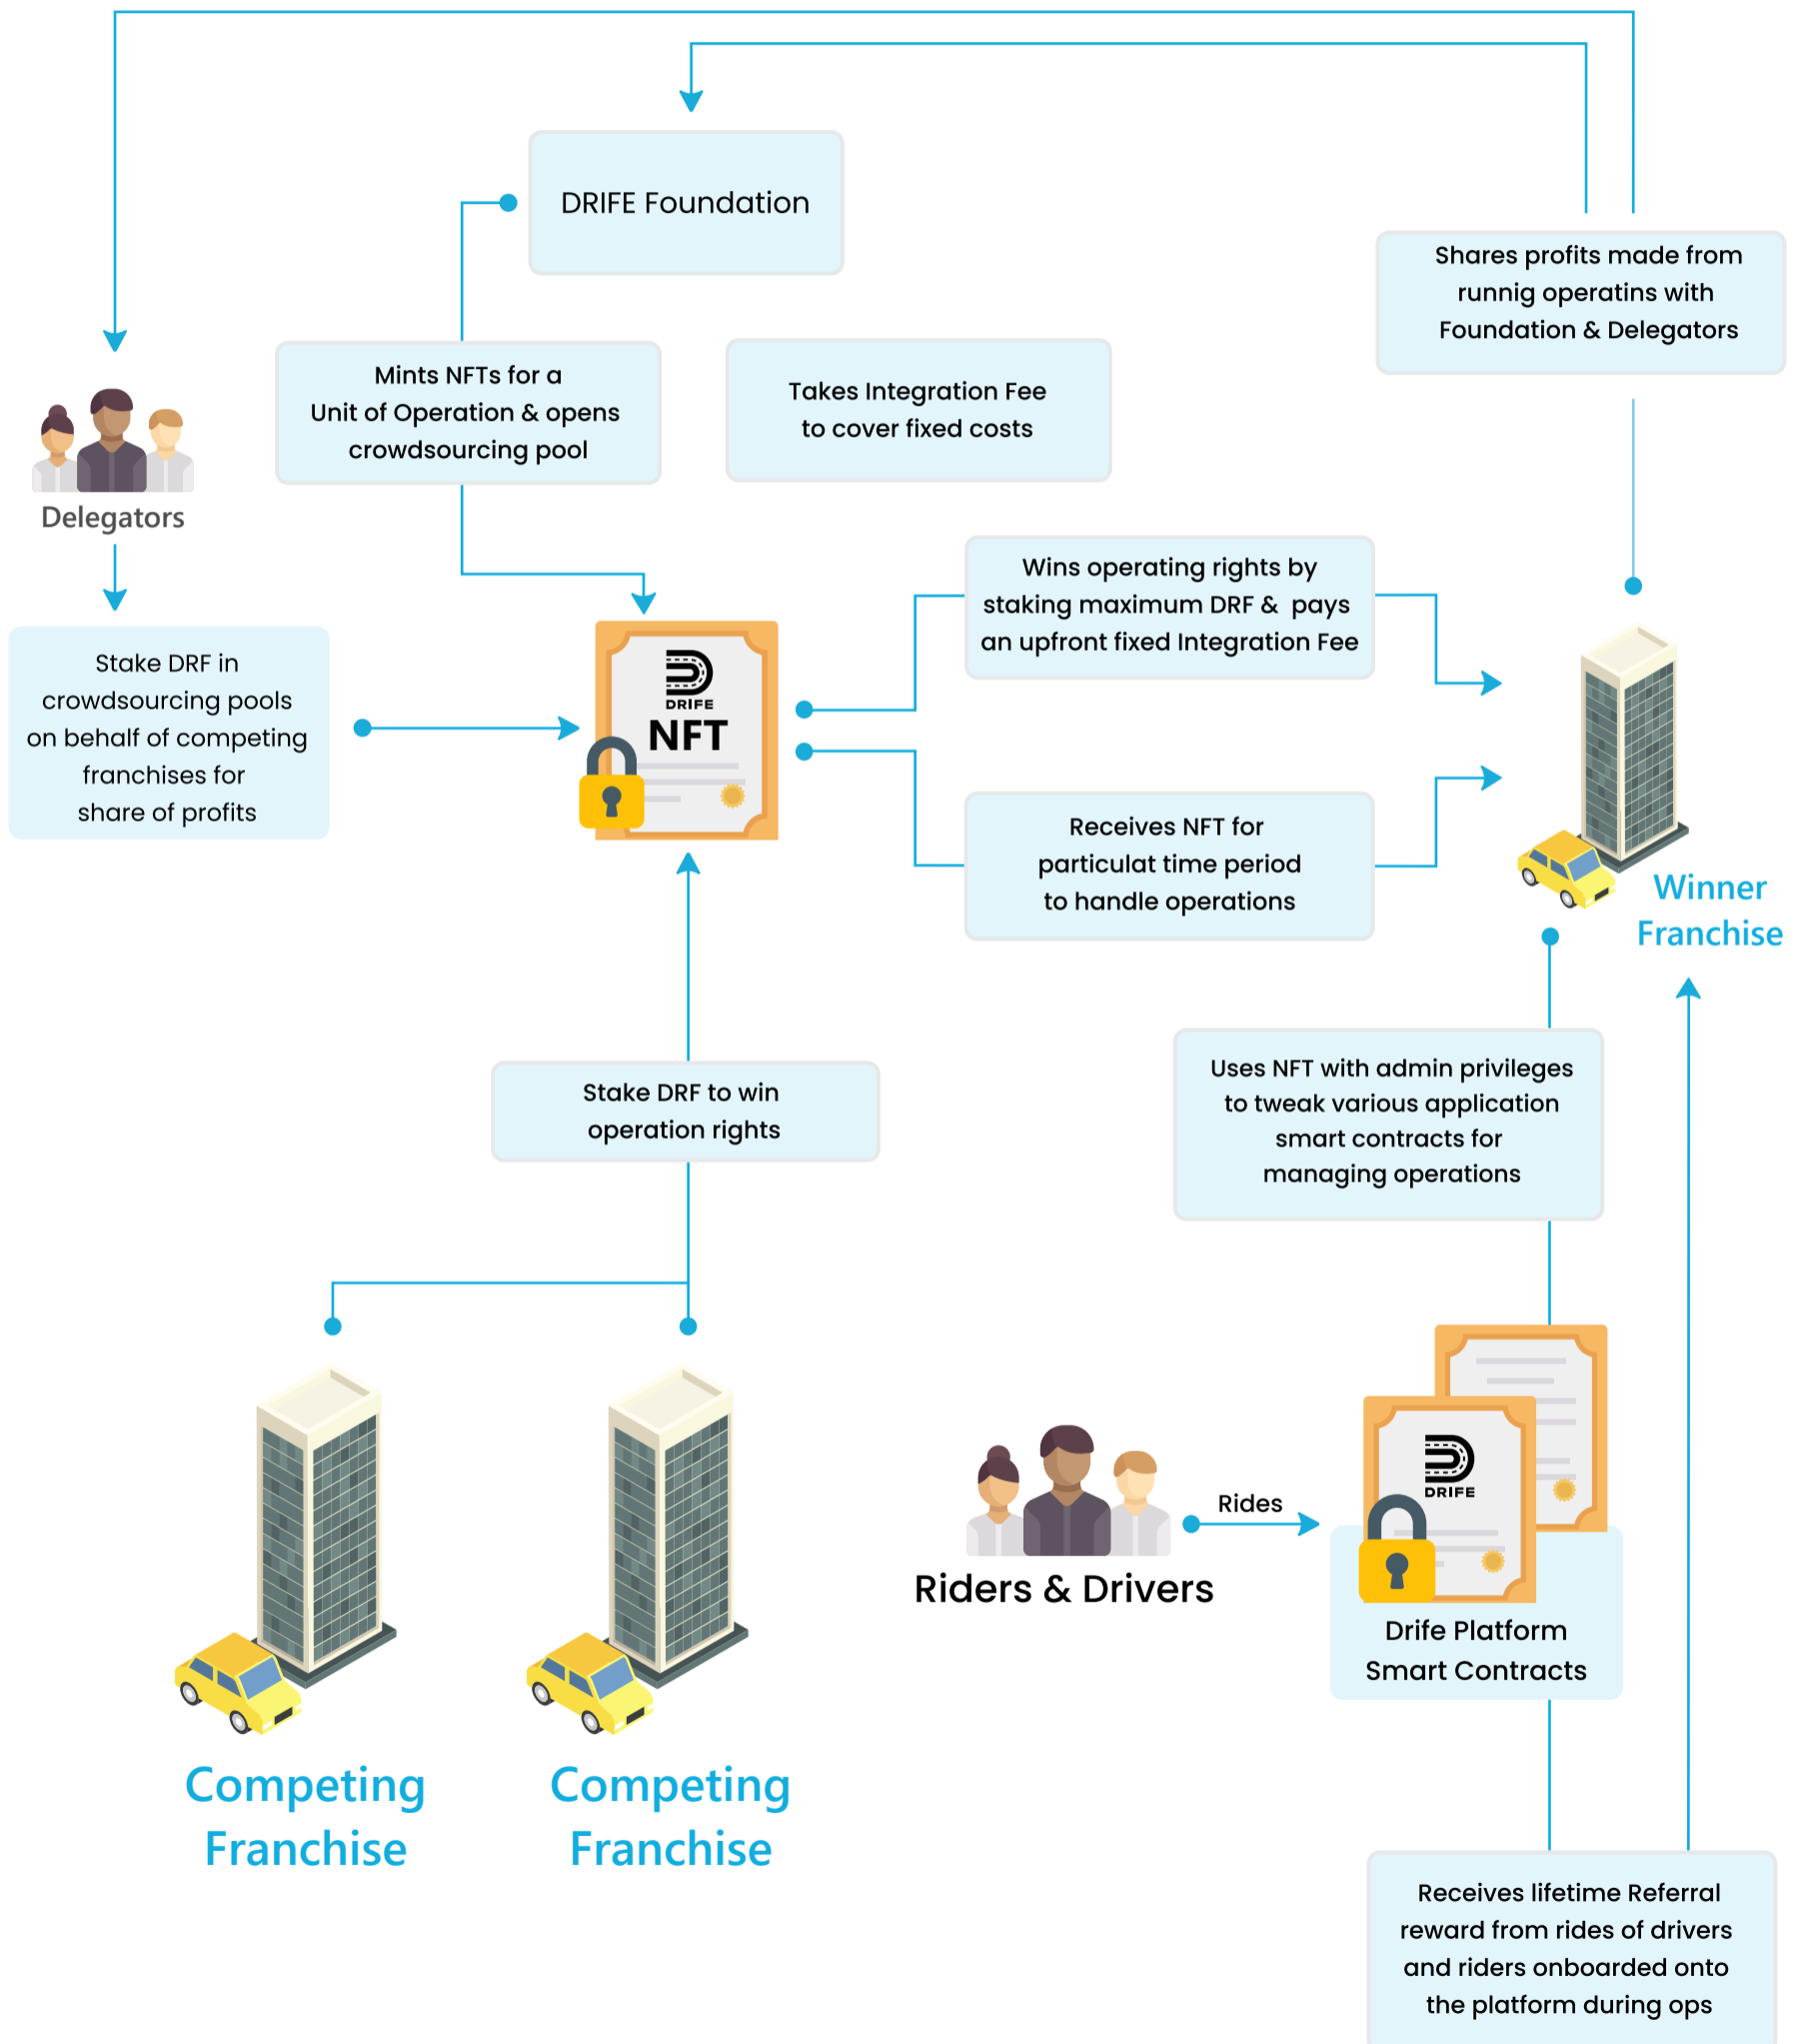 DRIFE Foundation
Shares profits made from
runnig operatins with
Foundation & Delegators
Mints NFTs for a
Unit of Operation & opens
crowdsourcing pool
Takes Integration Fee
to cover fixed costs
Delegators
Wins operating rights by
staking maximum DRF & pays
an upfront fixed Integration Fee
Stake DRF in
crowdsourcing pools
on behalf of competing
franchises for
share of profits
DRIFE
NFT
Receives NFT for
particulat time period
to handle operations
Winner
Franchise
Stake DRF to win
operation rights
Uses NFT with admin privileges
to tweak various application
smart contracts for
managing operations
DRIFE
Rides
Riders & Drivers
Drife Platform
Smart Contracts
Competing
Franchise
Competing
Franchise
Receives lifetime Referral
reward from rides of drivers
and riders onboarded onto
the platform during ops